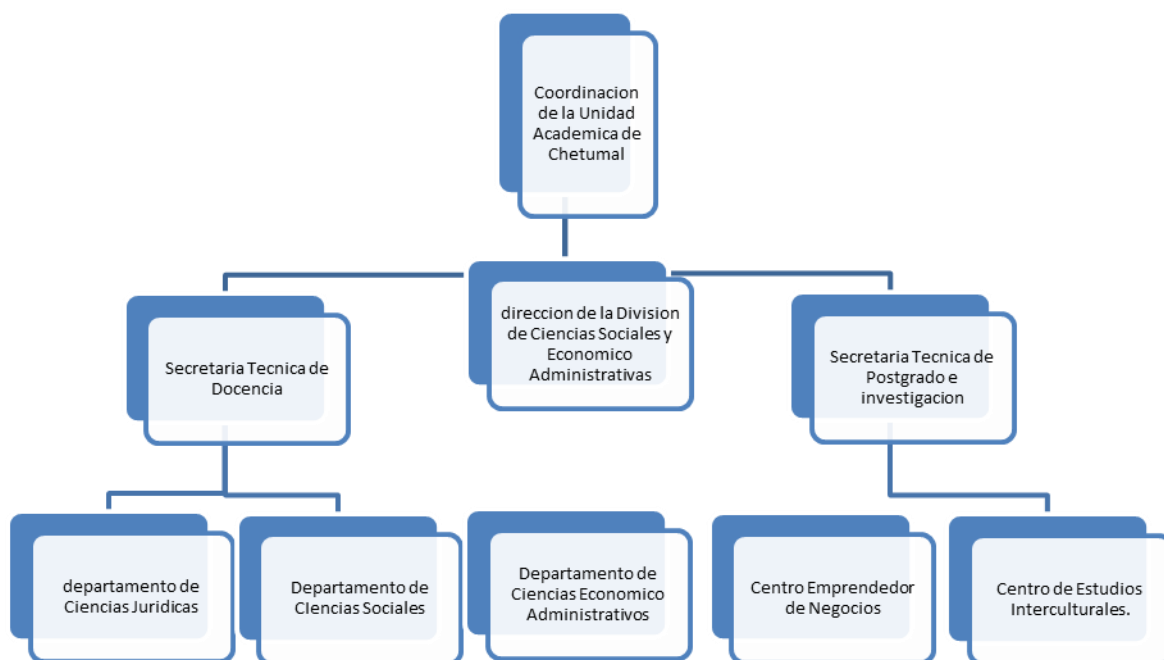 Coordinacion
de la Unidad
Academica de
Chetumal
direccion de la Division
de Ciencias Sociales y
Economico
Administrativas
Secretaria Tecnica de
Docencia
Secretaria Tecnica de
Postgrado e
investigacion
departamento de
Ciencias Juridicas
Departamento de
CIencias Sociales
Departamento de
Ciencias Economico
Administrativos
Centro Emprendedor
de Negocios
Centro de Estudios
Interculturales.